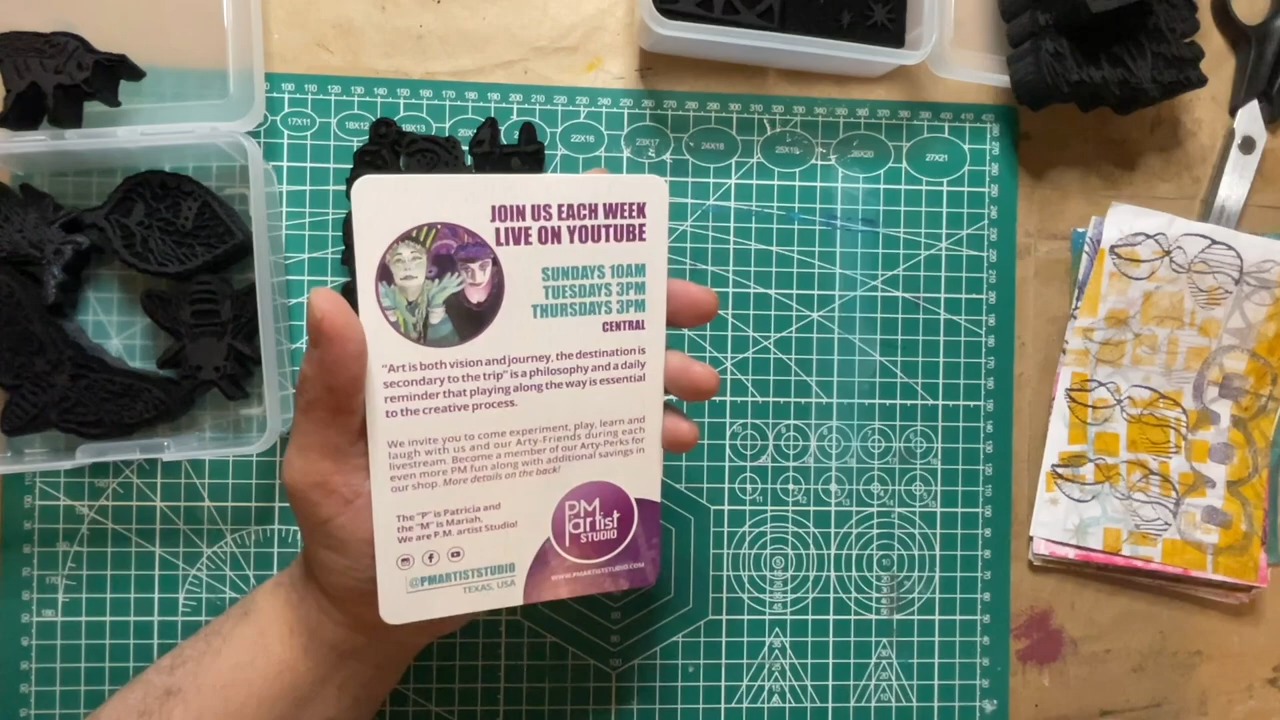 JOIN US EACH WEEK
LIVE ON YOUTUBE
SUNDAYS 10AM
TUESDAYS 3PM
THURSDAYS 3PM
CENTRAL
“Art is both vision and journey, the destination is
secondary to the trip” is a philosophy and a daily
reminder that playing along the way is essential
to the creative process.
We invite you to come experiment, play, learn and
laugh with us and our Arty-Friends during each
livestream. Become a member of our Arty-Perks for
even more PM fun along with additional savings in
our shop. More details on the back!
The "P" is Patricia and
the "M" is Mariah,
We are P.M. artist Studio!
@PMARTISTSTUDIO
TEXAS, USA
PM
artist
STUDIO
WWW.PMARTISTSTUDIO.COM
17X11
22X16
23X17
24X18
27X21